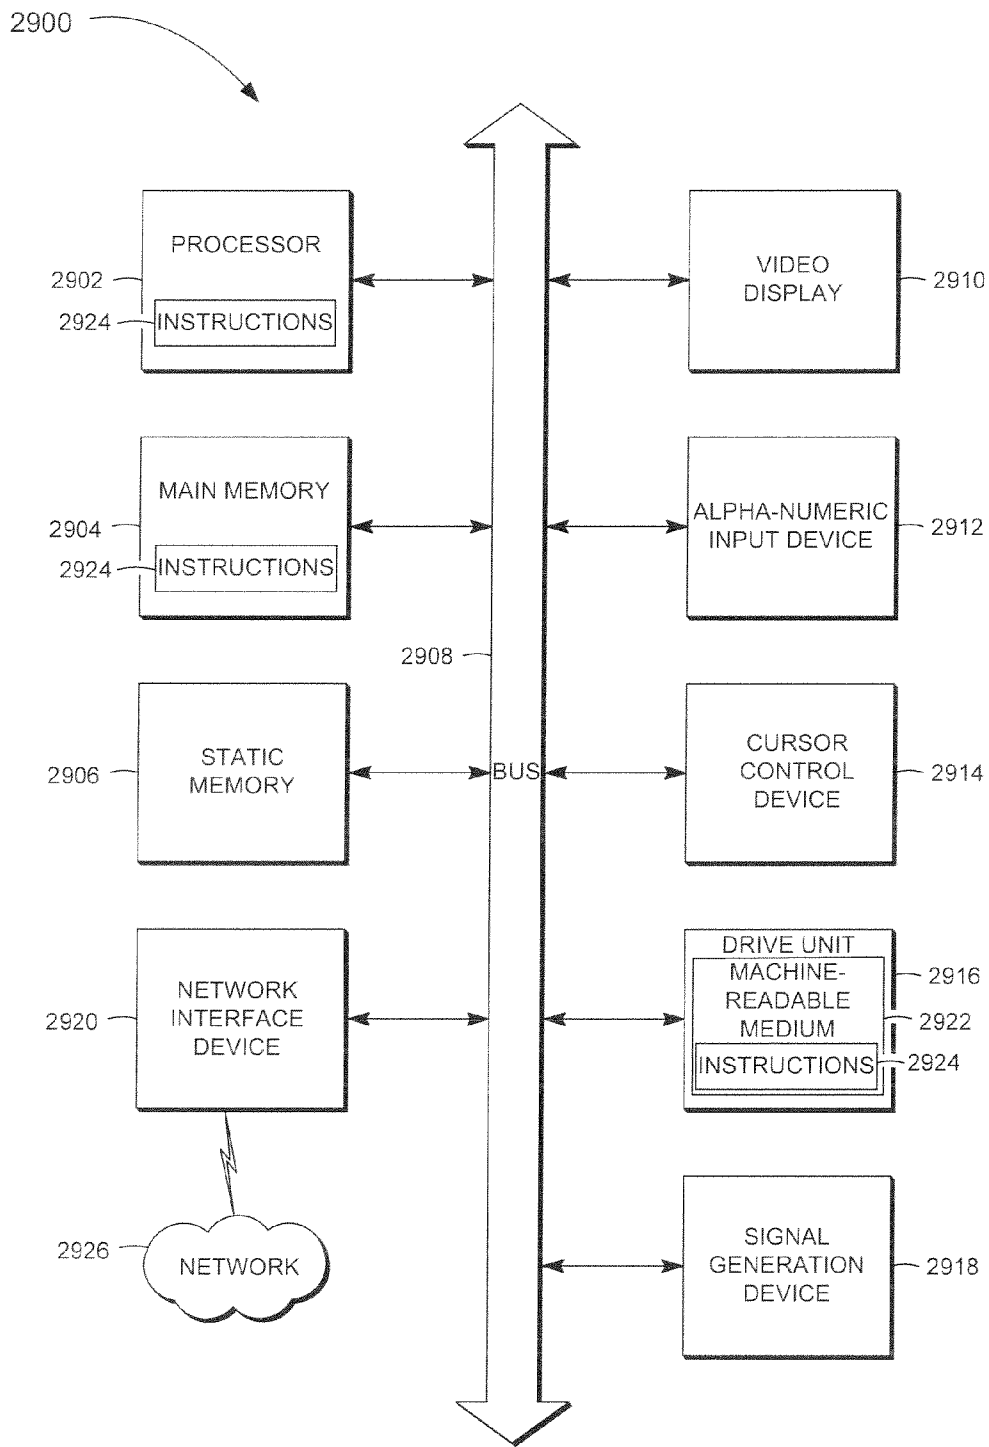 2900
PROCESSOR
2902
2924
INSTRUCTIONS
MAIN MEMORY
2904
2924
INSTRUCTIONS
2908
STATIC
MEMORY
2906
BUS
NETWORK
INTERFACE
DEVICE
2920
2926
NETWORK
VIDEO
DISPLAY
2910
ALPHA-NUMERIC
INPUT DEVICE
2912
CURSOR
CONTROL
DEVICE
2914
DRIVE UNIT
2916
MACHINE-
READABLE
MEDIUM
2922
INSTRUCTIONS
2924
SIGNAL
GENERATION
DEVICE
2918